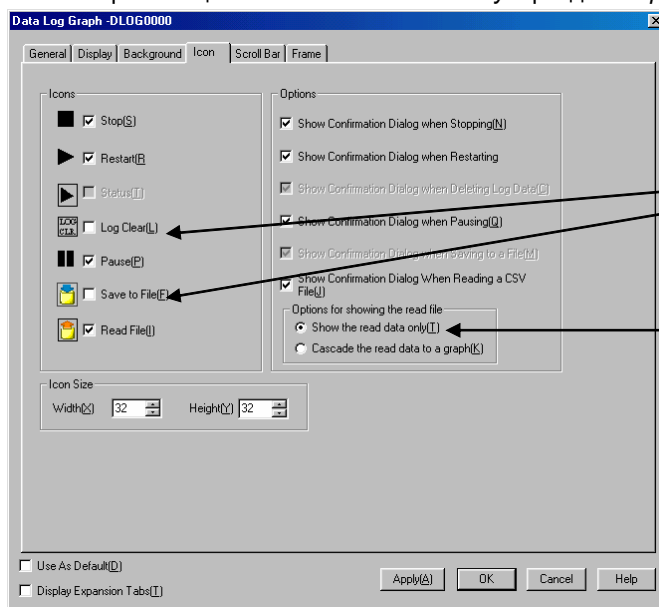 Data Log Graph -DLOG0000
General Display Background Icon Scroll Bar Frame
Icons
Stop(S)
Restart(R
Status(T)
LOG CLR. Log Clear(L)
Pause(P)
Save to File(F)
Read File(I)
Options
Show Confirmation Dialog when Stopping(N)
Show Confirmation Dialog when Restarting
Show Confirmation Dialog when Deleting Log Data(C)
Show Confirmation Dialog when Pausing(Q)
Show Confirmation Dialog when Saving to a File(M)
Show Confirmation Dialog When Reading a CSV
File(J)
Options for showing the read file
Show the read data only(T)
Cascade the read data to a graph(K)
Icon Size
Width(X) 32 Height(Y) 32
Use As Default(D)
Display Expansion Tabs(T)
Apply(A) OK Cancel Help